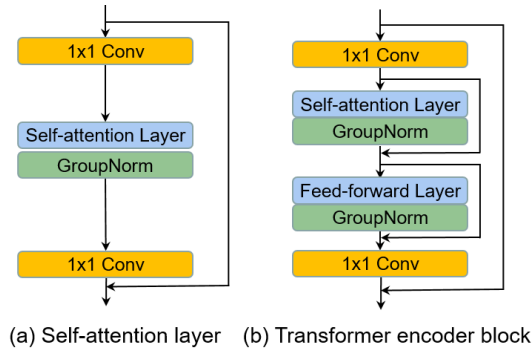 1x1 Conv
Self-attention Layer
GroupNorm
1x1 Conv
(a) Self-attention layer
1x1 Conv
Self-attention Layer
GroupNorm
Feed-forward Layer
GroupNorm
1x1 Conv
(b) Transformer encoder block